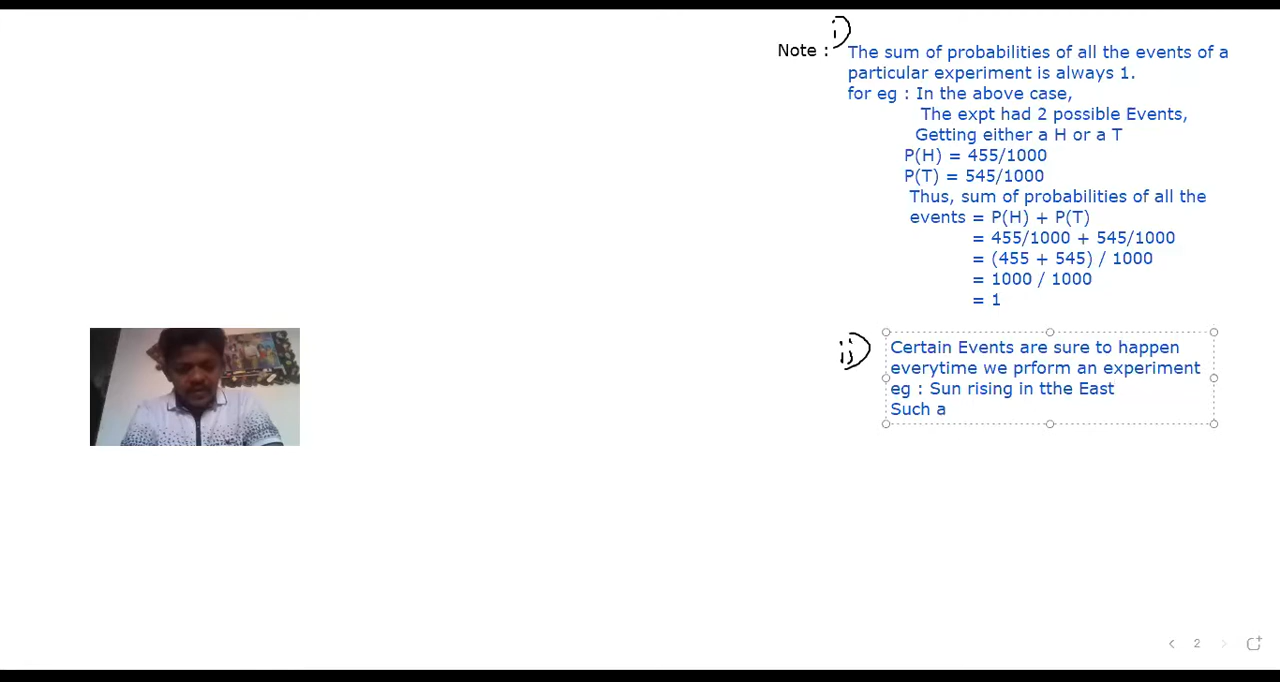 i)
Note : The sum of probabilities of all the events of a
particular experiment is always 1.
for eg : In the above case,
The expt had 2 possible Events,
Getting either a H or a T
P(H) = 455/1000
P(T) = 545/1000
Thus, sum of probabilities of all the
events = P(H) + P(T)
= 455/1000 + 545/1000
= (455 + 545) / 1000
= 1000 / 1000
= 1
ii) Certain Events are sure to happen
everytime we prform an experiment
eg : Sun rising in tthe East
Such a
2